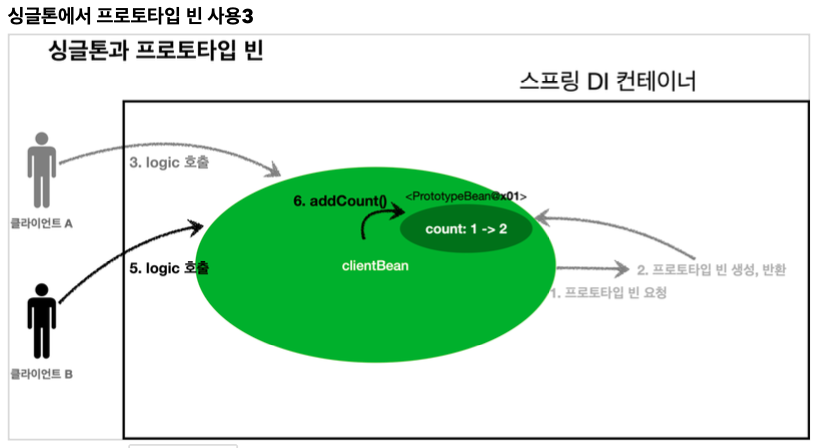 싱글톤에서 프로토타입 빈 사용3
싱글톤과 프로토타입 빈
스프링 DI 컨테이너
3. logic 호출
6. addCount()
<PrototypeBean@x01>
count: 1 -> 2
클라이언트 A
5. logic 호출
clientBean
2. 프로토타입 빈 생성, 반환
1. 프로토타입 빈 요청
클라이언트 B